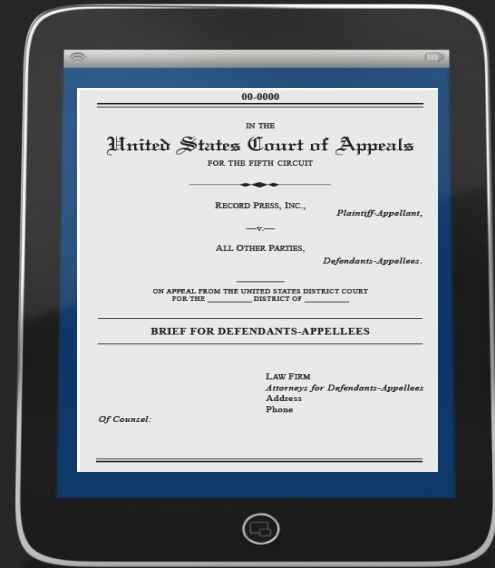 00-0000
IN THE
United States Court of Appeals
FOR THE FIFTH CIRCUIT
RECORD PRESS, INC.,
Plaintiff-Appellant,
—v.—
ALL OTHER PARTIES,
Defendants-Appellees.
ON APPEAL FROM THE UNITED STATES DISTRICT COURT
FOR THE __________ DISTRICT OF __________
BRIEF FOR DEFENDANTS-APPELLEES
LAW FIRM
Attorneys for Defendants-Appellees
Address
Phone
Of Counsel: